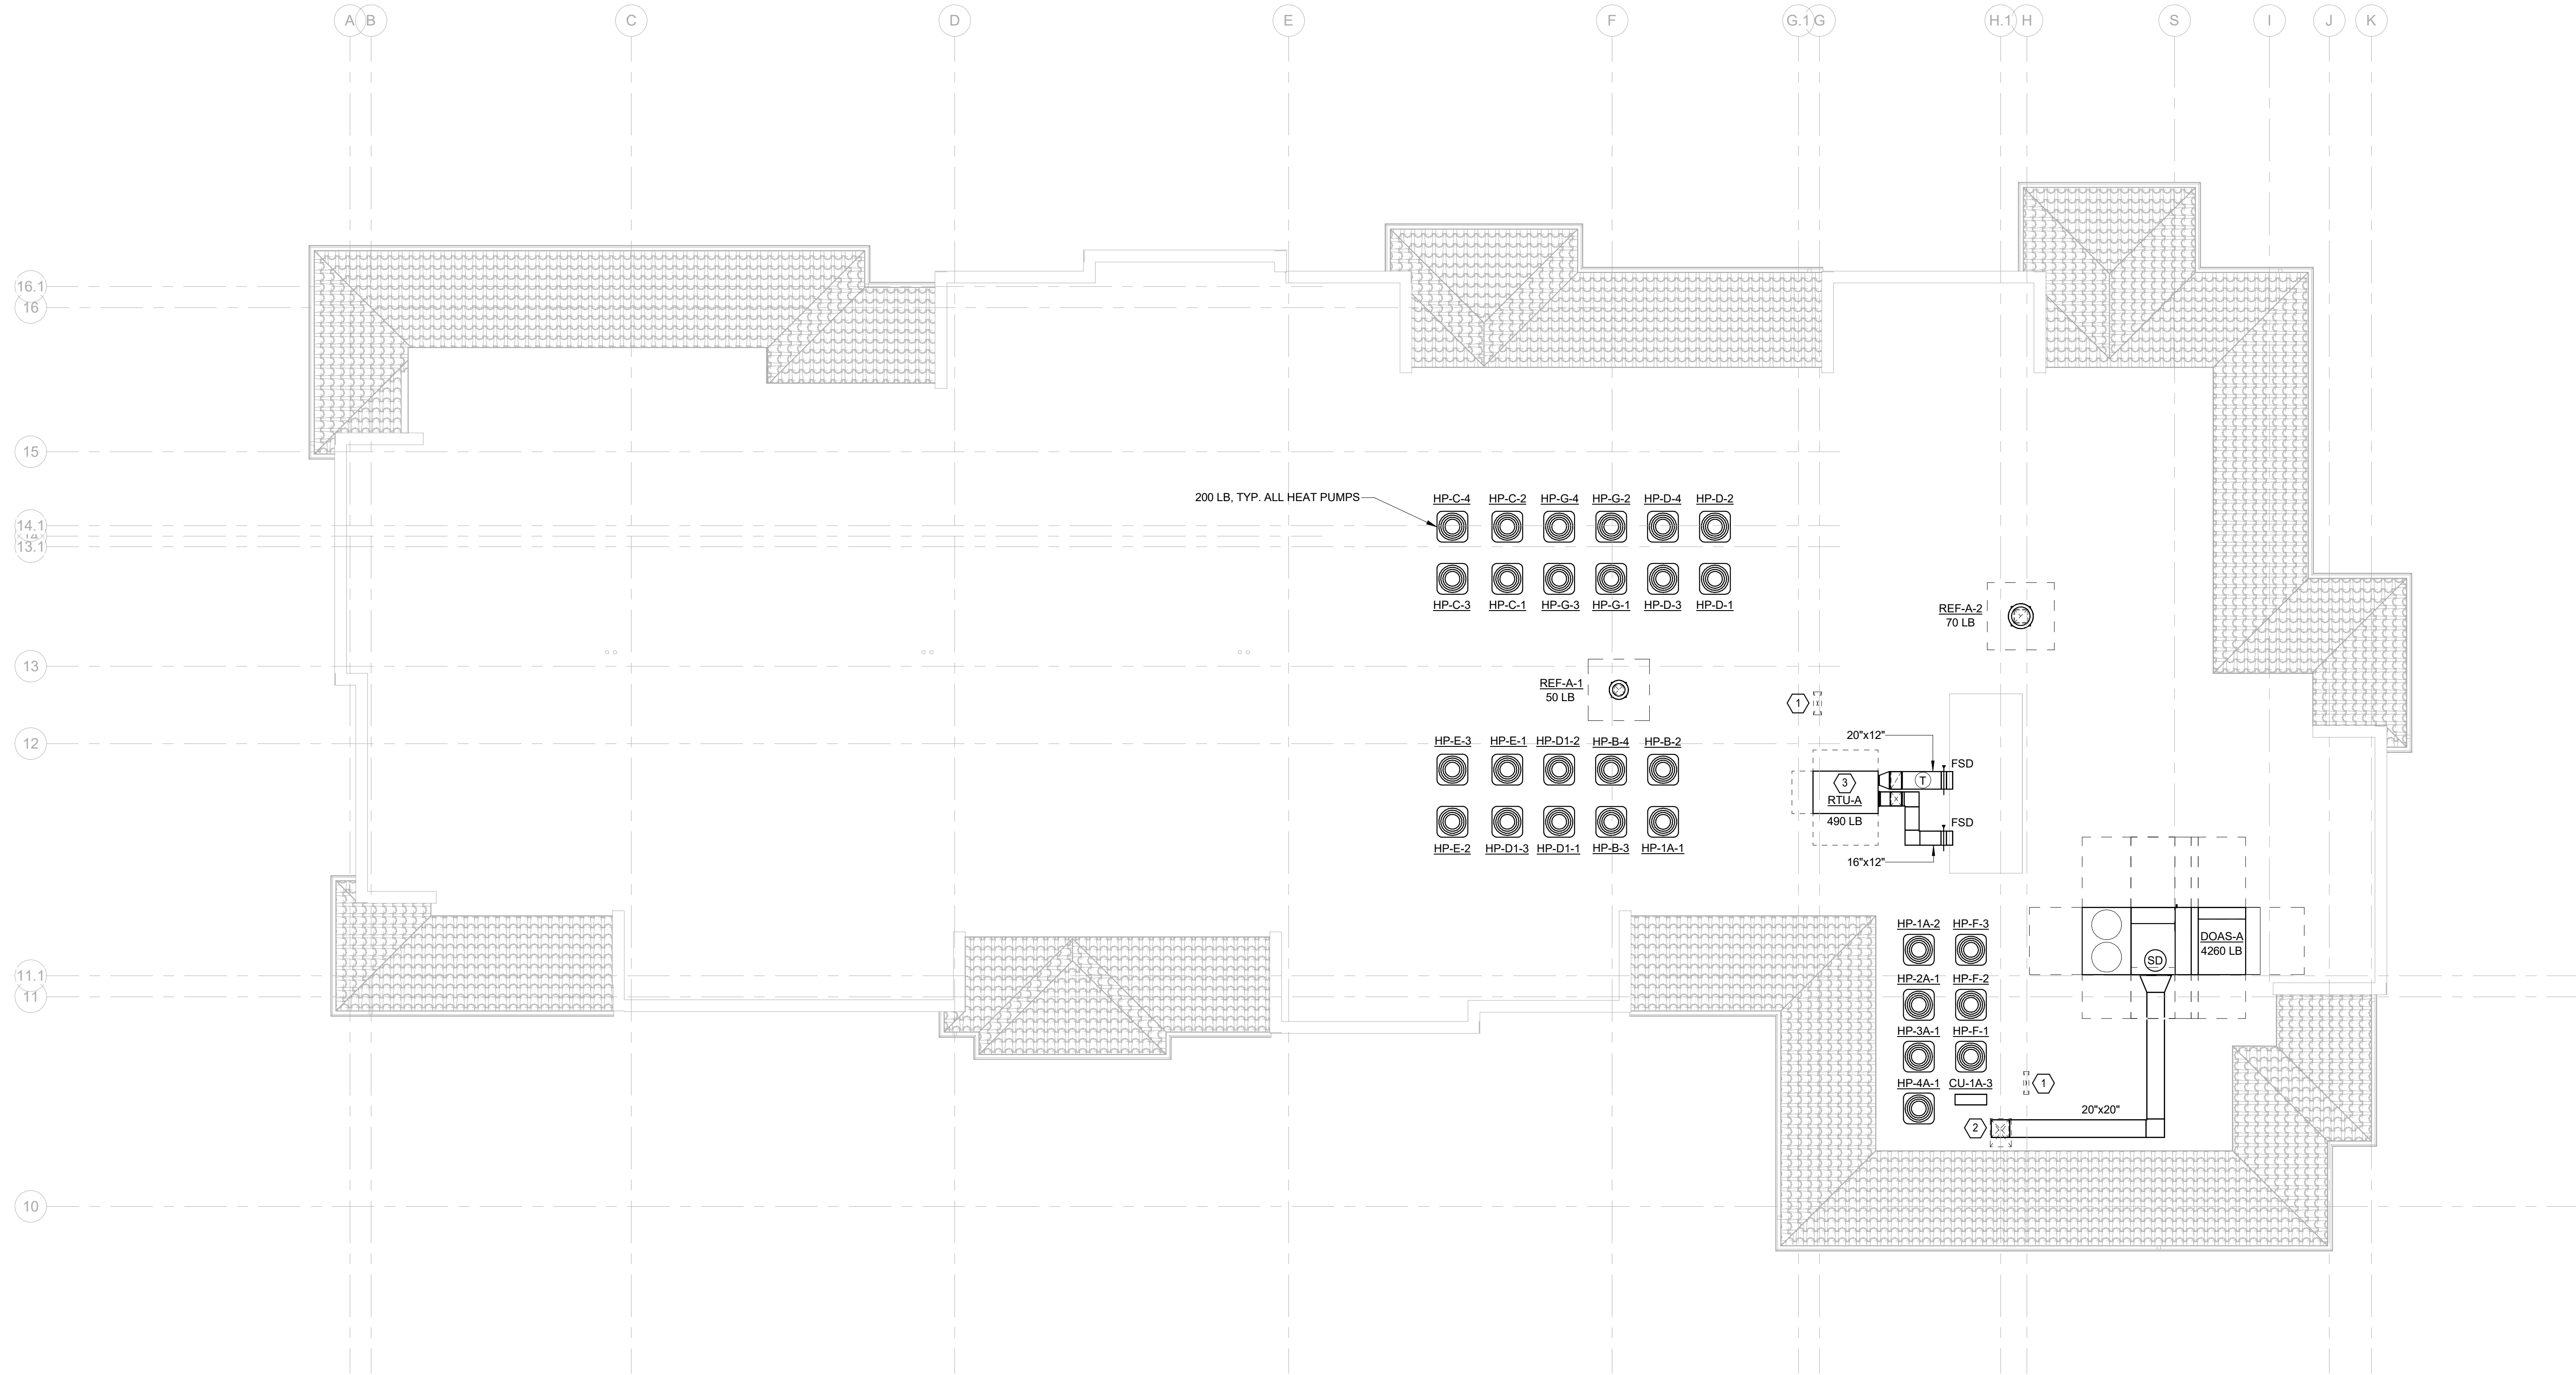 A B C D E F G.1 G H.1 H S I J K
16.1
16
15
200 LB, TYP. ALL HEAT PUMPS
HP-C-4 HP-C-2 HP-G-4 HP-G-2 HP-D-4 HP-D-2
14.1
14
13.1
HP-C-3 HP-C-1 HP-G-3 HP-G-1 HP-D-3 HP-D-1
REF-A-2
70 LB
13
REF-A-1
50 LB
1
12
HP-E-3 HP-E-1 HP-D1-2 HP-B-4 HP-B-2
20"x12"
FSD
3
T
RTU-A
490 LB
FSD
HP-E-2 HP-D1-3 HP-D1-1 HP-B-3 HP-1A-1
16"x12"
HP-1A-2 HP-F-3
DOAS-A
4260 LB
SD
11.1
11
HP-2A-1 HP-F-2
HP-3A-1 HP-F-1
HP-4A-1 CU-1A-3
1
20"x20"
2
10